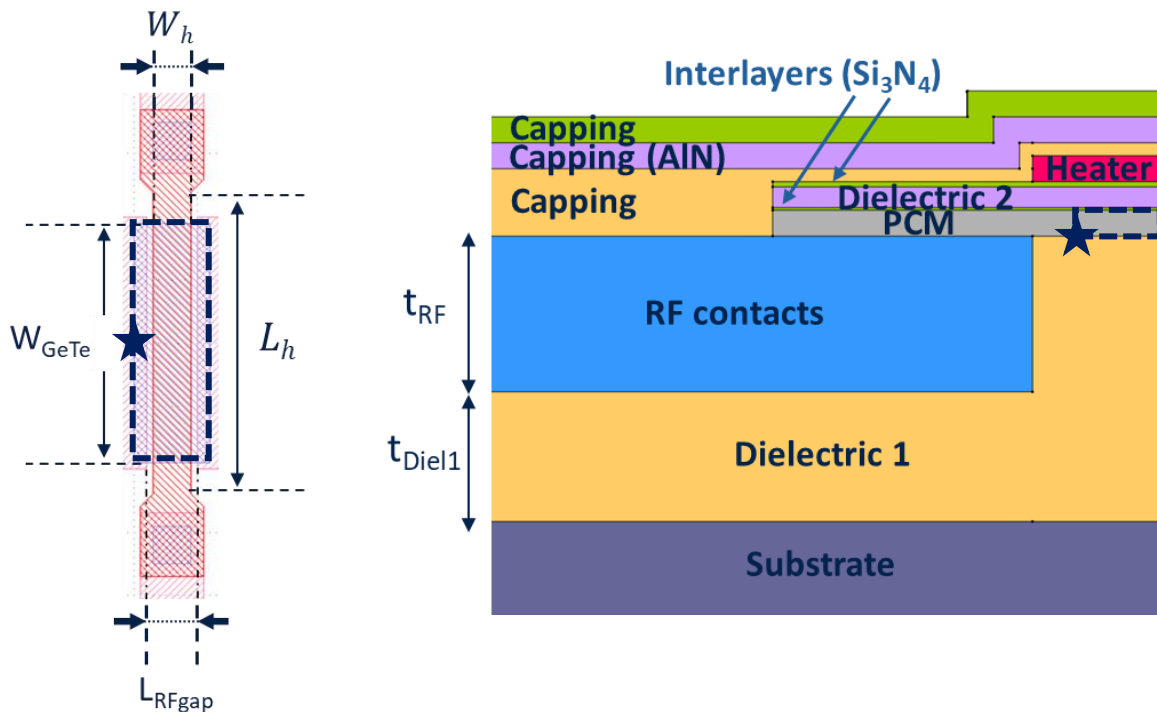 W_h
W_GeTe
L_h
L_RFgap
Interlayers (Si₃N₄)
Capping
Capping (AlN)
Heater
Capping
Dielectric 2
PCM
t_RF
RF contacts
t_Diel1
Dielectric 1
Substrate